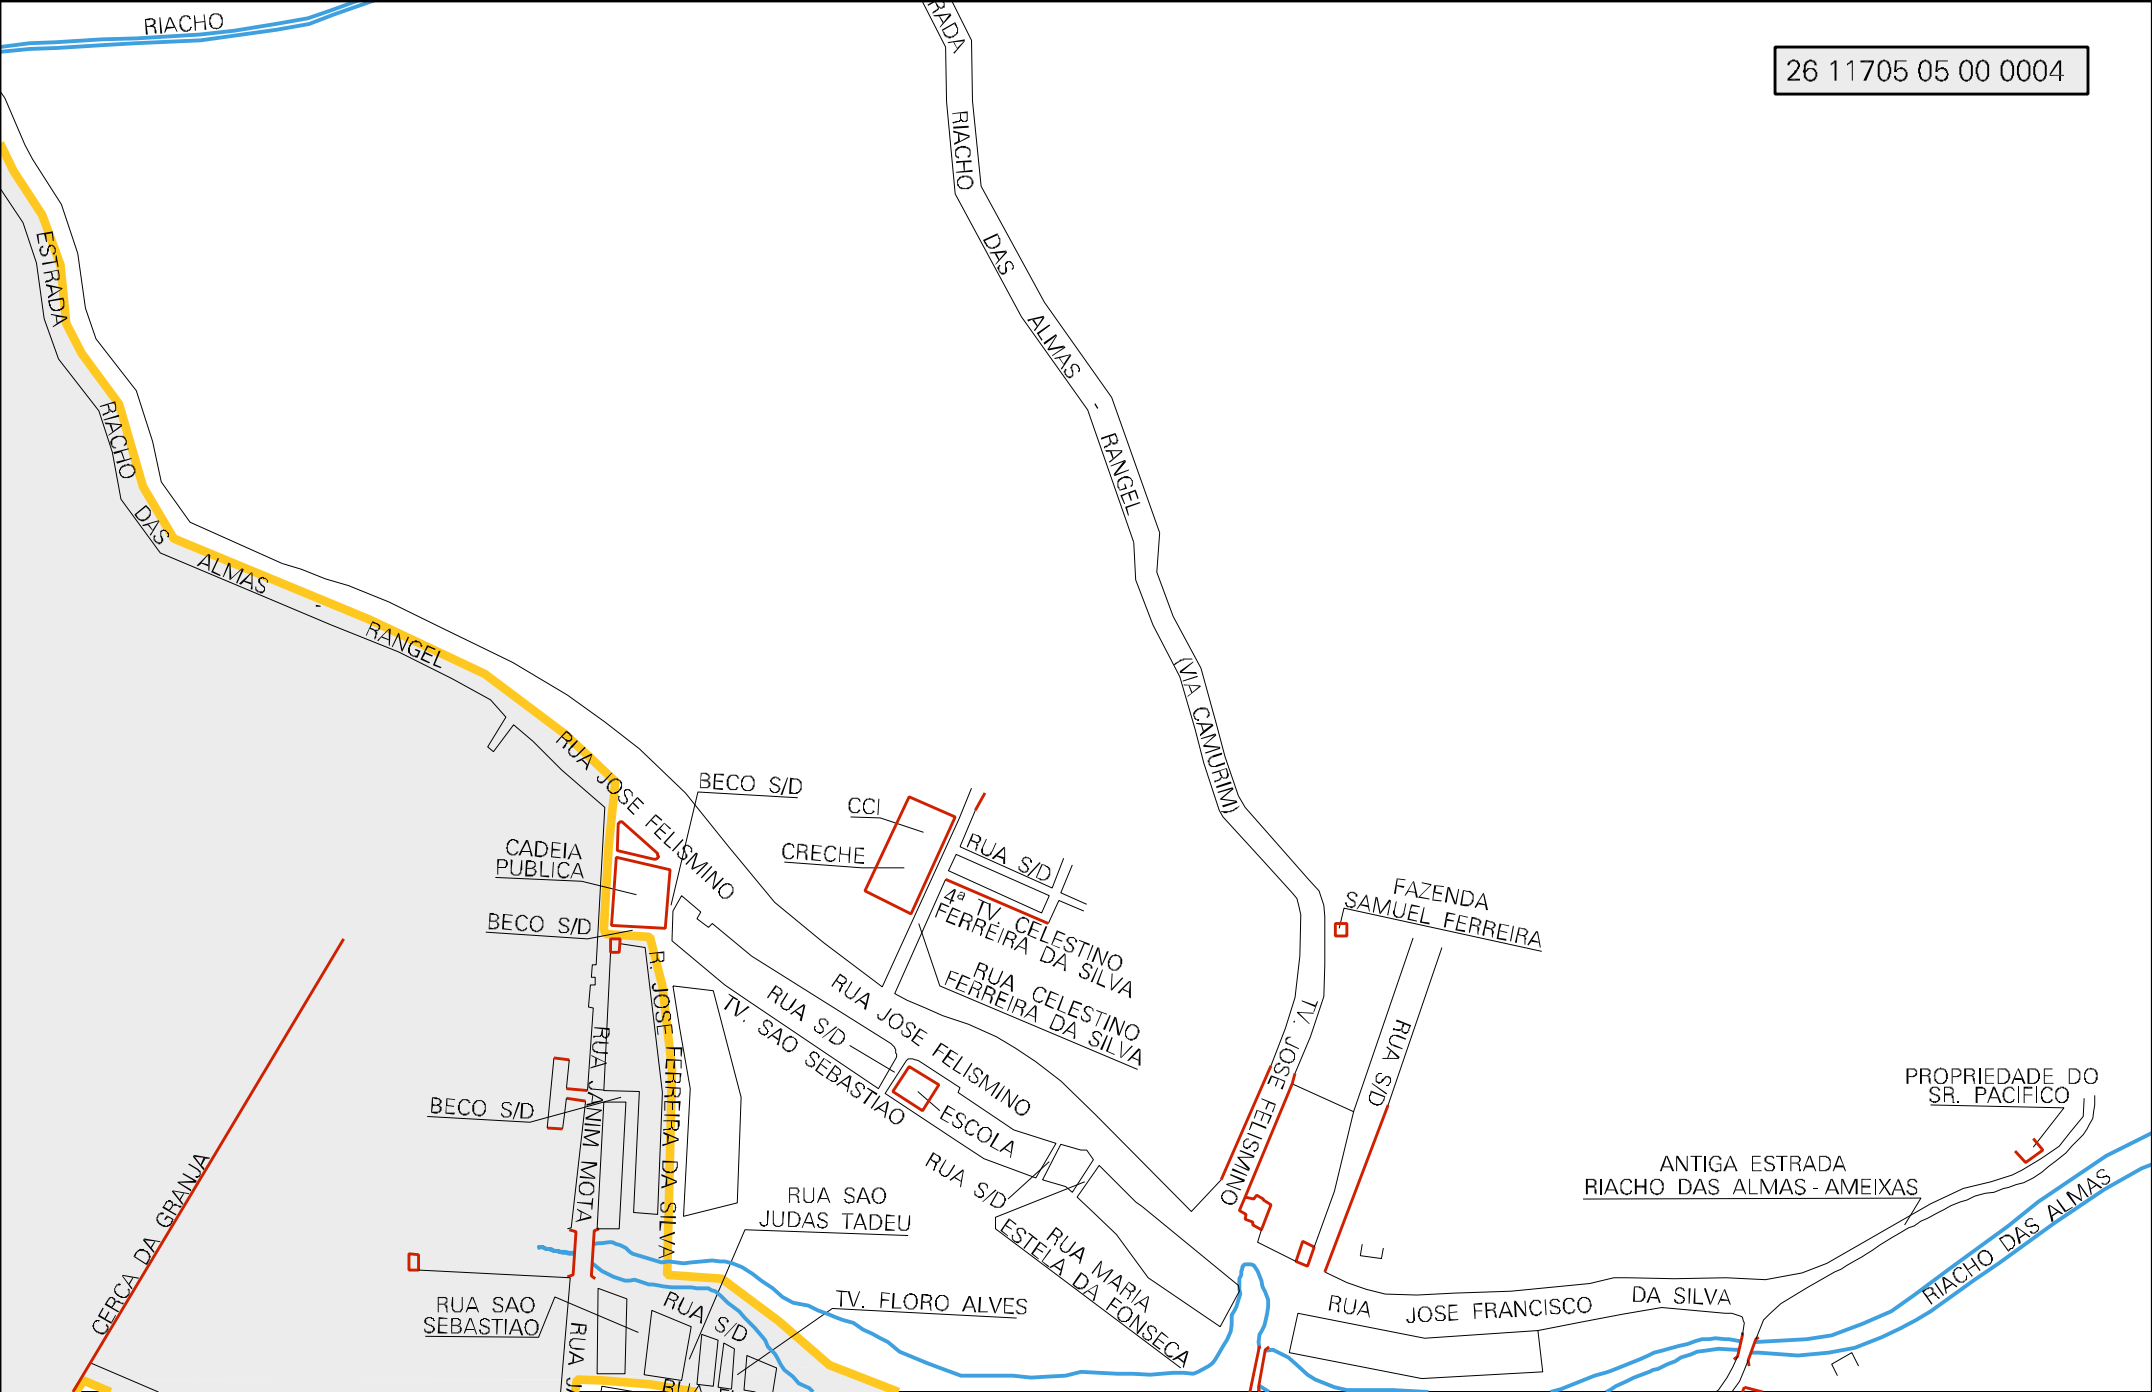 RIACHO
26 11705 05 00 0004
RADA
RIACHO
DAS
ALMAS
-
RANGEL
(VIA CAMURIM)
ESTRADA
RIACHO
DAS
ALMAS
-
RANGEL
RUA JOSE FELISMINO
BECO S/D
CCI
CRECHE
CADEIA
PUBLICA
BECO S/D
RUA S/D
4ª TV. CELESTINO
FERREIRA DA SILVA
RUA CELESTINO
FERREIRA DA SILVA
FAZENDA
SAMUEL FERREIRA
RUA JOSE FELISMINO
RUA S/D
TV. SAO SEBASTIAO
R. JOSE FERREIRA DA SILVA
RUA JANIM MOTA
BECO S/D
ESCOLA
RUA S/D
TV. JOSE FELISMINO
RUA S/D
PROPRIEDADE DO
SR. PACIFICO
ANTIGA ESTRADA
RIACHO DAS ALMAS - AMEIXAS
CERCA DA GRANJA
RUA SAO
JUDAS TADEU
RUA MARIA
ESTELA DA FONSECA
RIACHO DAS ALMAS
RUA SAO
SEBASTIAO
RUA S/D
TV. FLORO ALVES
RUA JOSE FRANCISCO DA SILVA
RUA
RUA